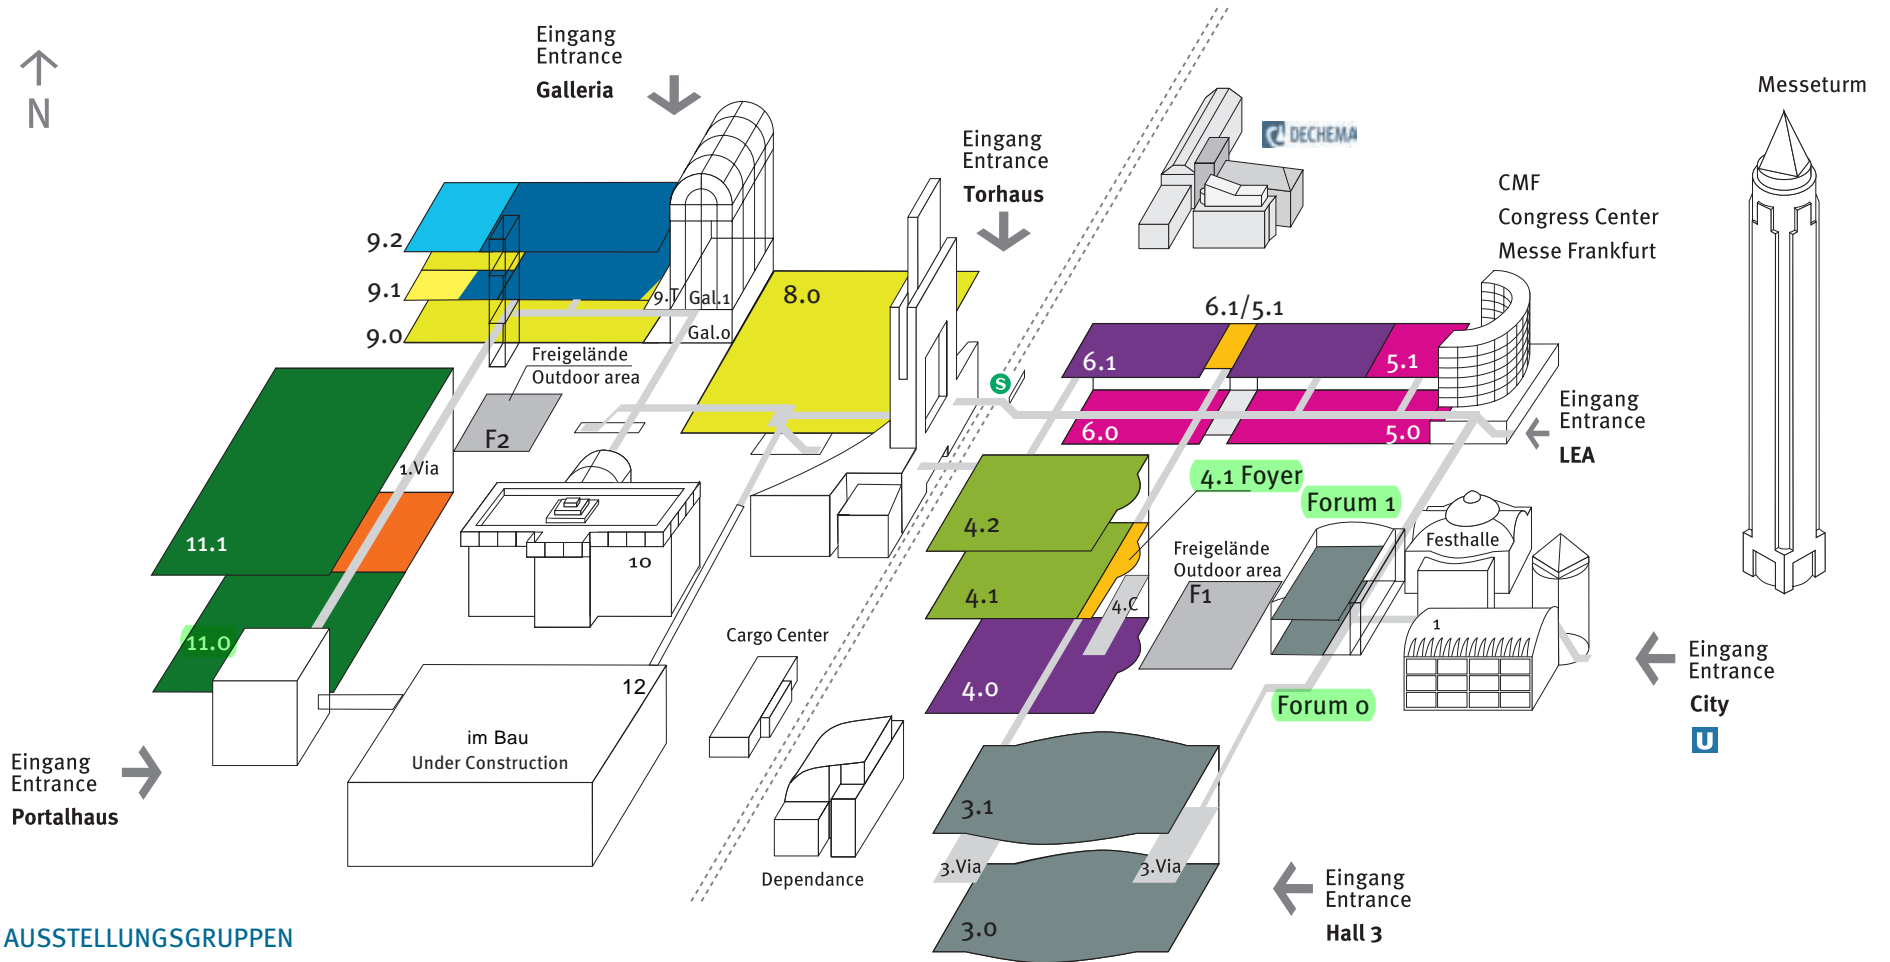 N
Eingang
Entrance
Galleria
Eingang
Entrance
Torhaus
DECHEMA
Messeturm
CMF
Congress Center
Messe Frankfurt
9.2
9.1
9.0
9.T
Gal.1
Gal.0
8.0
Freigelände
Outdoor area
F2
S
6.1/5.1
6.1
5.1
6.0
5.0
Eingang
Entrance
LEA
1.Via
11.1
11.0
10
4.2
4.1 Foyer
4.1
4.C
4.0
Forum 1
Freigelände
Outdoor area
F1
Festhalle
1
Forum 0
Eingang
Entrance
City
U
Cargo Center
12
im Bau
Under Construction
Eingang
Entrance
Portalhaus
Dependance
3.1
3.Via
3.Via
3.0
Eingang
Entrance
Hall 3
AUSSTELLUNGSGRUPPEN